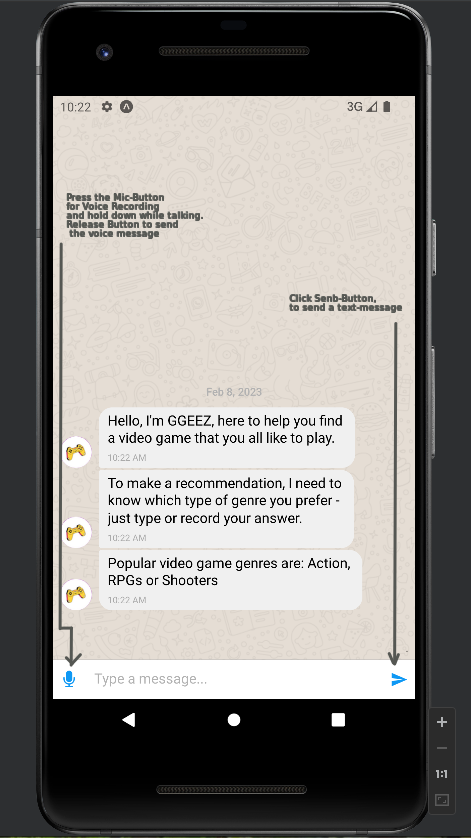 10:22
3G
Press the Mic-Button
for Voice Recording
and hold down while talking.
Release Button to send
the voice message
Click Senb-Button,
to send a text-message
Feb 8, 2023
Hello, I'm GGEEZ, here to help you find
a video game that you all like to play.
10:22 AM
To make a recommendation, I need to
know which type of genre you prefer -
just type or record your answer.
10:22 AM
Popular video game genres are: Action,
RPGs or Shooters
10:22 AM
Type a message...
1:1